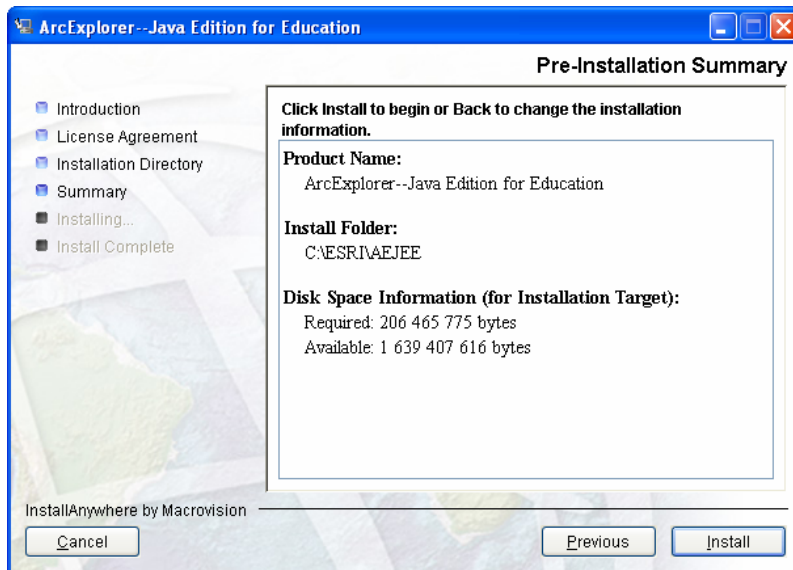 ArcExplorer--Java Edition for Education
Pre-Installation Summary
Introduction
License Agreement
Installation Directory
Summary
Installing...
Install Complete
Click Install to begin or Back to change the installation
information.
Product Name:
ArcExplorer--Java Edition for Education
Install Folder:
C:\ESRI\AEJEE
Disk Space Information (for Installation Target):
Required: 206 465 775 bytes
Available: 1 639 407 616 bytes
InstallAnywhere by Macrovision
Cancel
Previous
Install